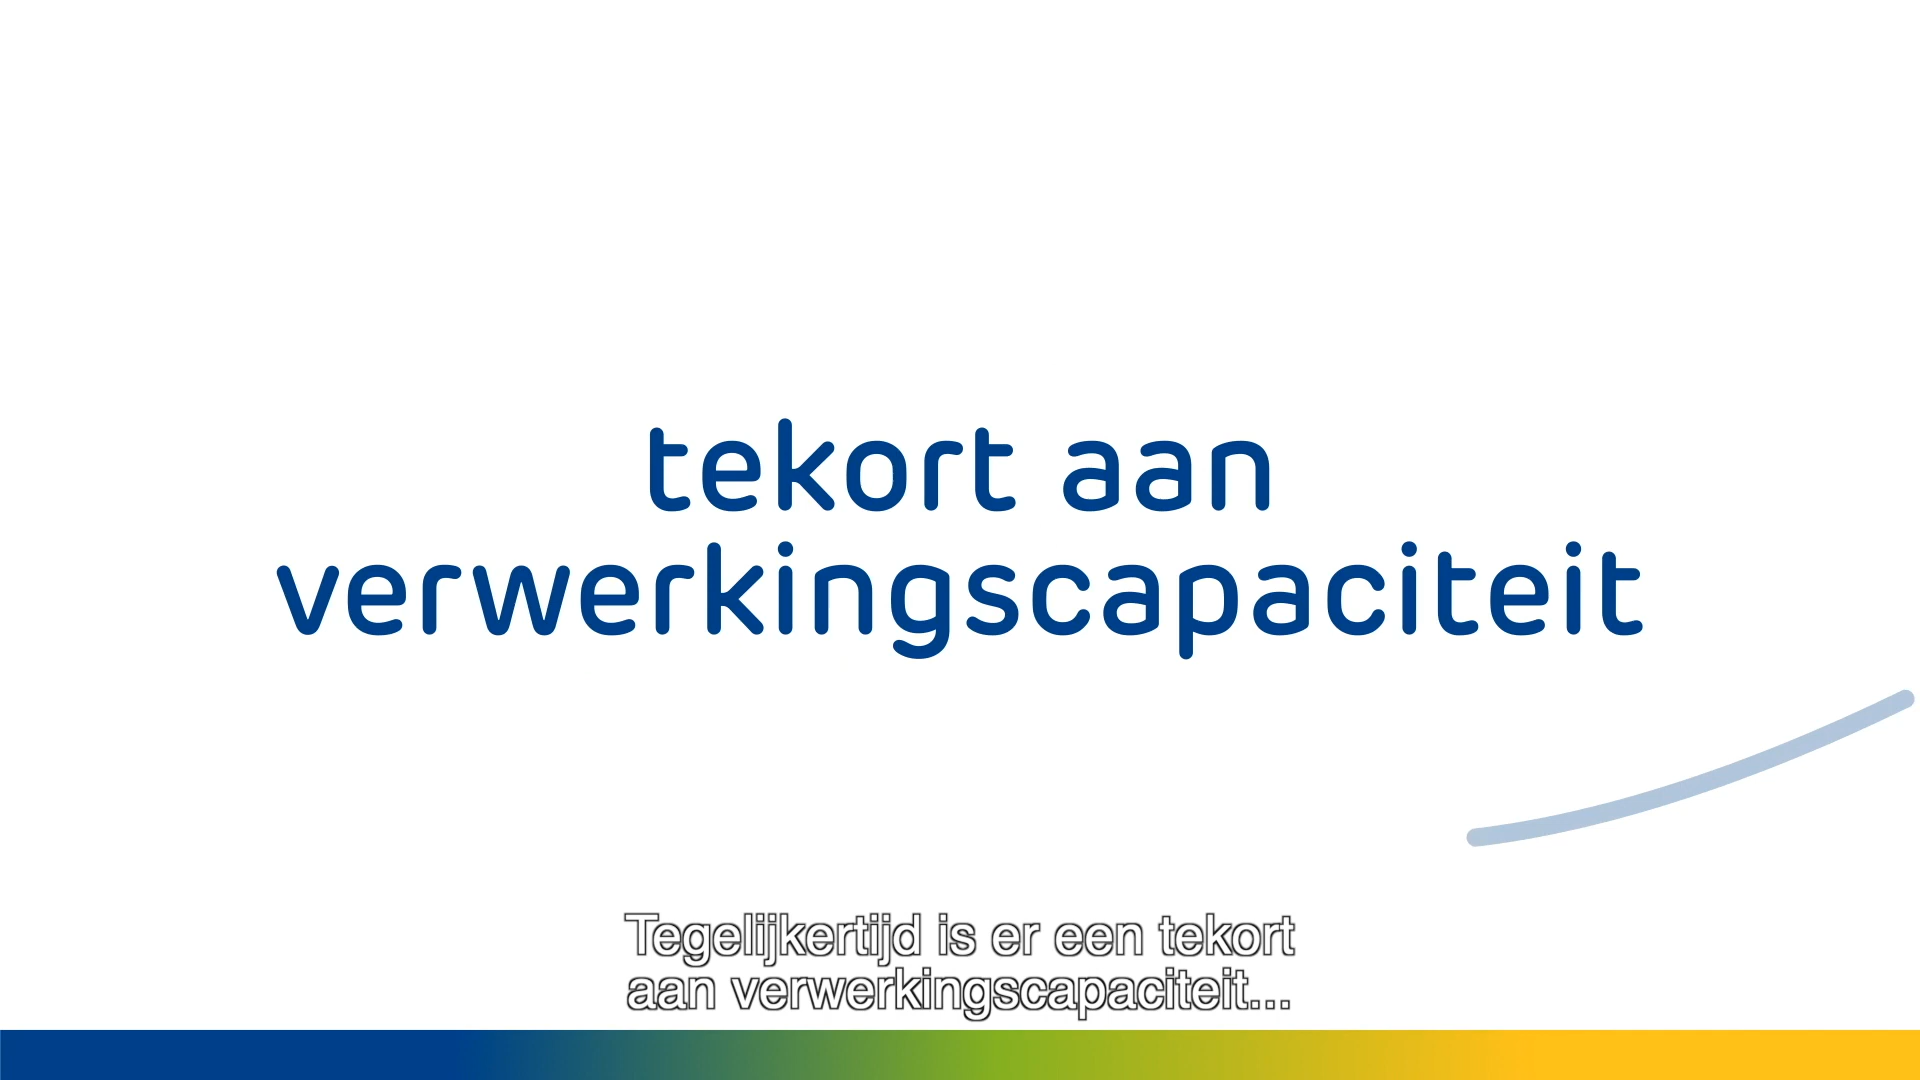 tekort aan
verwerkingscapaciteit
Tegelijkertijd is er een tekort
aan verwerkingscapaciteit...